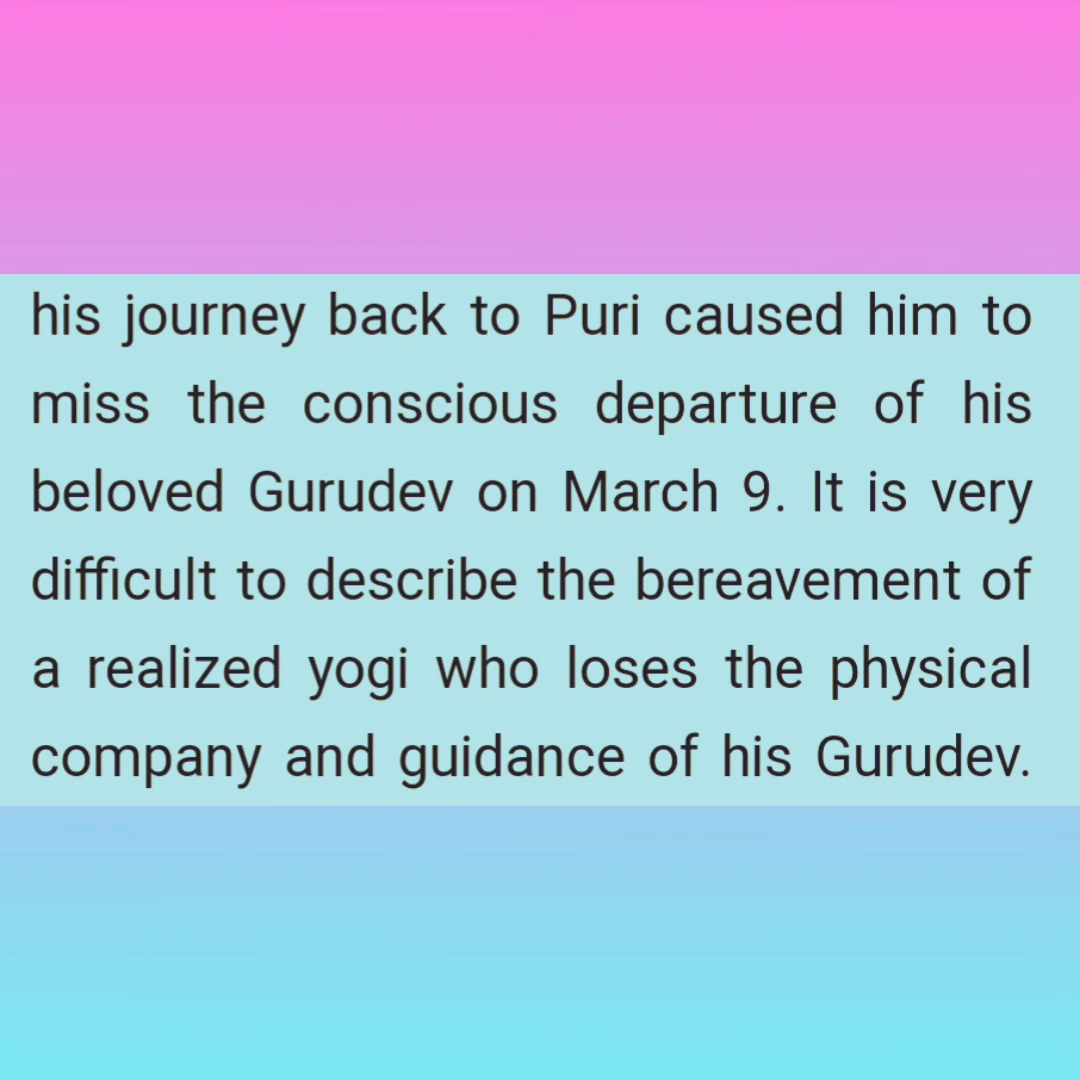 his journey back to Puri caused him to
miss the conscious departure of his
beloved Gurudev on March 9. It is very
difficult to describe the bereavement of
a realized yogi who loses the physical
company and guidance of his Gurudev.